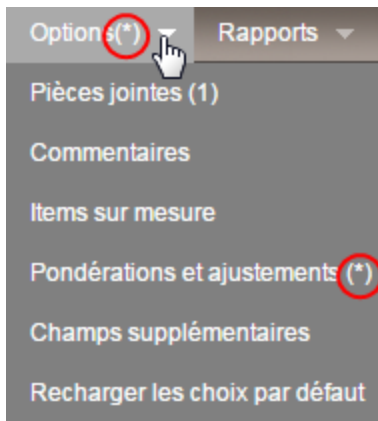 Options(*) Rapports
Pièces jointes (1)
Commentaires
Items sur mesure
Pondérations et ajustements (*)
Champs supplémentaires
Recharger les choix par défaut